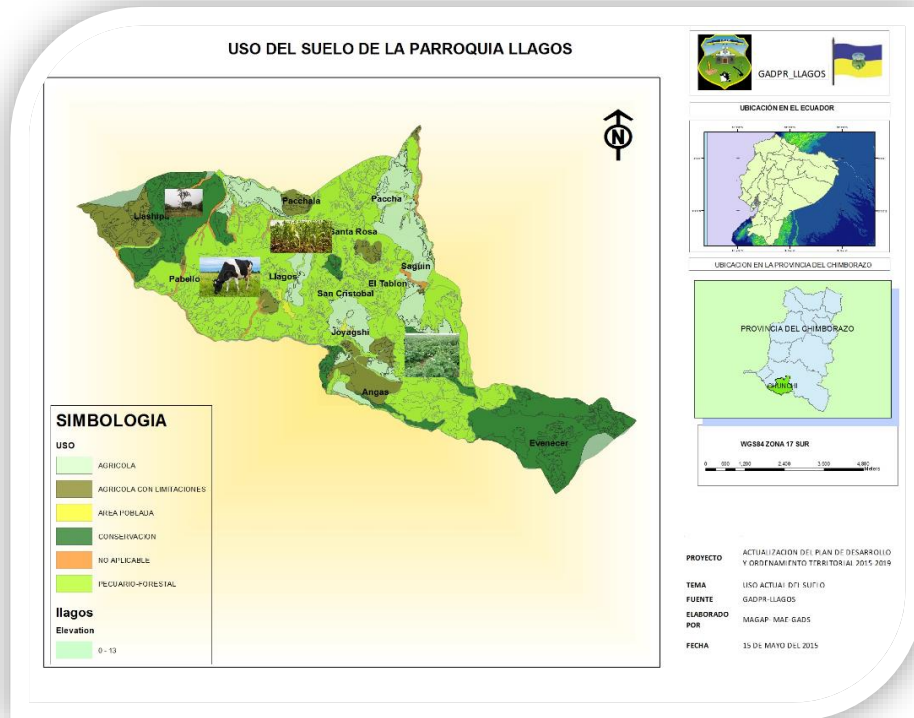 USO DEL SUELO DE LA PARROQUIA LLAGOS
GADPR_LLAGOS
UBICACIÓN EN EL ECUADOR
UBICACION EN LA PROVINCIA DEL CHIMBORAZO
PROVINCIA DEL CHIMBORAZO
CHUNCHI
WGS84 ZONA 17 SUR
Meters
PROYECTO
ACTUALIZACION DEL PLAN DE DESARROLLO
Y ORDENAMIENTO TERRITORIAL 2015 2019
TEMA
USO ACTUAL DEL SUELO
FUENTE
GADPR-LLAGOS
ELABORADO
POR
MAGAP- MAE GADS
FECHA
15 DE MAYO DEL 2015
N
Pacchala
Paccha
Santa Rosa
Saguin
El Tablon
Pabello
Llagos
San Cristobal
Joyagshi
Angas
Evenecer
SIMBOLOGIA
USO
AGRICOLA
AGRICOLA CON LIMITACIONES
AREA POBLADA
CONSERVACION
NO APLICABLE
PECUARIO-FORESTAL
llagos
Elevation
0 - 13